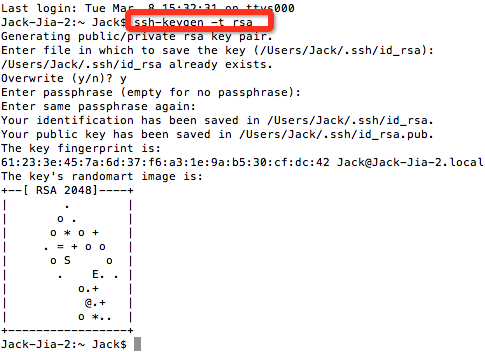 Last login: Tue Mar  8 15:32:31 on ttys000
Jack-Jia-2:~ Jack$ ssh-keygen -t rsa
Generating public/private rsa key pair.
Enter file in which to save the key (/Users/Jack/.ssh/id_rsa):
/Users/Jack/.ssh/id_rsa already exists.
Overwrite (y/n)? y
Enter passphrase (empty for no passphrase):
Enter same passphrase again:
Your identification has been saved in /Users/Jack/.ssh/id_rsa.
Your public key has been saved in /Users/Jack/.ssh/id_rsa.pub.
The key fingerprint is:
61:23:3e:45:7a:6d:37:f6:a3:1e:9a:b5:30:cf:dc:42 Jack@Jack-Jia-2.local
The key's randomart image is:
+--[ RSA 2048]----+
|       .         |
|      o .        |
|     o * o +     |
|    . = + o o    |
|     o S     o   |
|      .    E. .  |
|         o.+     |
|          @.+    |
|         o *..   |
+-----------------+
Jack-Jia-2:~ Jack$